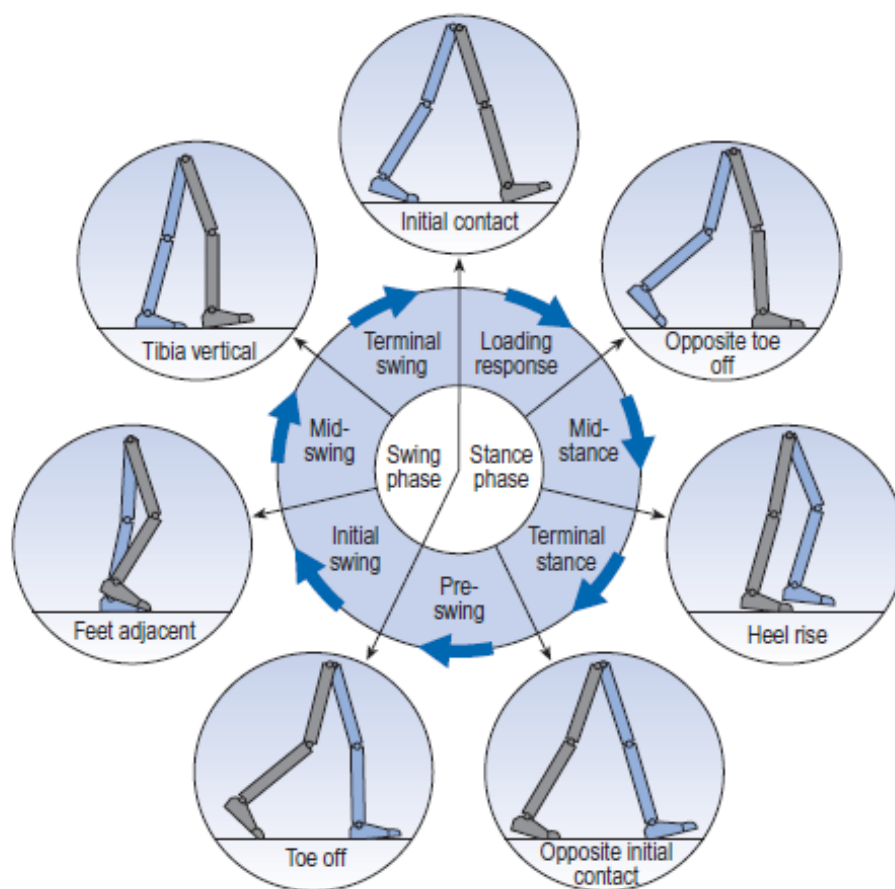 Initial contact
Tibia vertical
Opposite toe
off
Terminal
swing
Loading
response
Mid-
swing
Swing
phase
Stance
phase
Mid-
stance
Initial
swing
Pre-
swing
Terminal
stance
Feet adjacent
Heel rise
Toe off
Opposite initial
contact